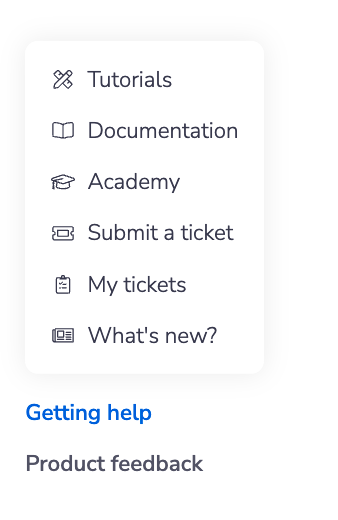 Tutorials
Documentation
Academy
Submit a ticket
My tickets
What's new?
Getting help
Product feedback